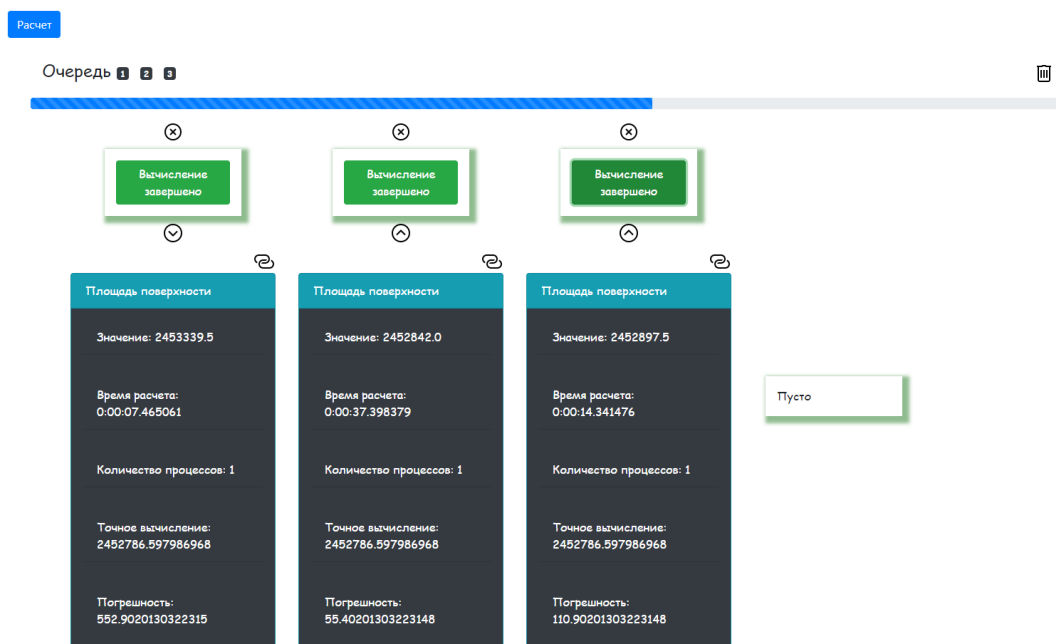 Расчет
Очередь 1 2 3
Вычисление
завершено
Вычисление
завершено
Вычисление
завершено
Площадь поверхности
Значение: 2453339.5
Время расчета:
0:00:07.465061
Количество процессов: 1
Точное вычисление:
2452786.597986968
Погрешность:
552.9020130322315
Площадь поверхности
Значение: 2452842.0
Время расчета:
0:00:37.398379
Количество процессов: 1
Точное вычисление:
2452786.597986968
Погрешность:
55.40201303223148
Площадь поверхности
Значение: 2452897.5
Время расчета:
0:00:14.341476
Количество процессов: 1
Точное вычисление:
2452786.597986968
Погрешность:
110.90201303223148
Пусто